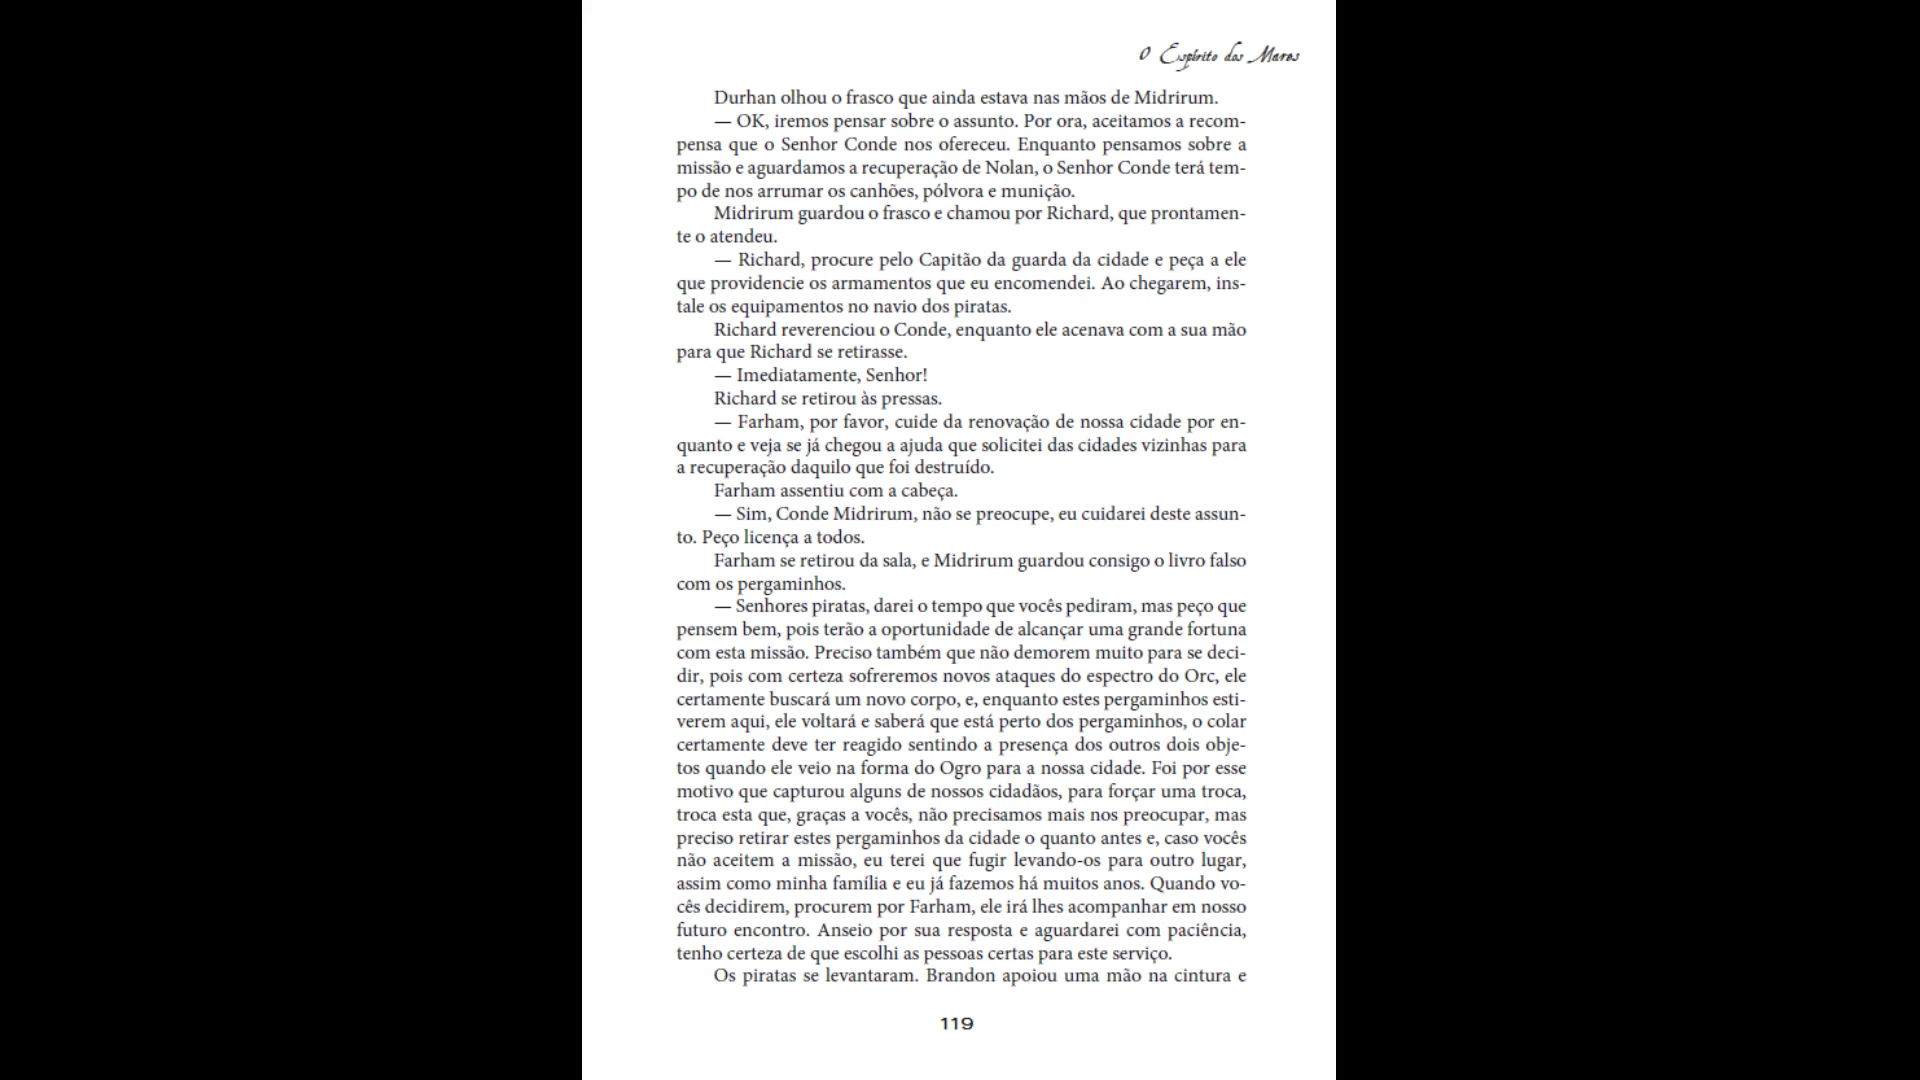 O Espírito dos Mares
Durhan olhou o frasco que ainda estava nas mãos de Midrirum.
— OK, iremos pensar sobre o assunto. Por ora, aceitamos a recom-
pensa que o Senhor Conde nos ofereceu. Enquanto pensamos sobre a
missão e aguardamos a recuperação de Nolan, o Senhor Conde terá tem-
po de nos arrumar os canhões, pólvora e munição.
Midrirum guardou o frasco e chamou por Richard, que prontamen-
te o atendeu.
— Richard, procure pelo Capitão da guarda da cidade e peça a ele
que providencie os armamentos que eu encomendei. Ao chegarem, ins-
tale os equipamentos no navio dos piratas.
Richard reverenciou o Conde, enquanto ele acenava com a sua mão
para que Richard se retirasse.
— Imediatamente, Senhor!
Richard se retirou às pressas.
— Farham, por favor, cuide da renovação de nossa cidade por en-
quanto e veja se já chegou a ajuda que solicitei das cidades vizinhas para
a recuperação daquilo que foi destruído.
Farham assentiu com a cabeça.
— Sim, Conde Midrirum, não se preocupe, eu cuidarei deste assun-
to. Peço licença a todos.
Farham se retirou da sala, e Midrirum guardou consigo o livro falso
com os pergaminhos.
— Senhores piratas, darei o tempo que vocês pediram, mas peço que
pensem bem, pois terão a oportunidade de alcançar uma grande fortuna
com esta missão. Preciso também que não demorem muito para se deci-
dir, pois com certeza sofreremos novos ataques do espectro do Orc, ele
certamente buscará um novo corpo, e, enquanto estes pergaminhos esti-
verem aqui, ele voltará e saberá que está perto dos pergaminhos, o colar
certamente deve ter reagido sentindo a presença dos outros dois obje-
tos quando ele veio na forma do Ogro para a nossa cidade. Foi por esse
motivo que capturou alguns de nossos cidadãos, para forçar uma troca,
troca esta que, graças a vocês, não precisamos mais nos preocupar, mas
preciso retirar estes pergaminhos da cidade o quanto antes e, caso vocês
não aceitem a missão, eu terei que fugir levando-os para outro lugar,
assim como minha família e eu já fazemos há muitos anos. Quando vo-
cês decidirem, procurem por Farham, ele irá lhes acompanhar em nosso
futuro encontro. Anseio por sua resposta e aguardarei com paciência,
tenho certeza de que escolhi as pessoas certas para este serviço.
Os piratas se levantaram. Brandon apoiou uma mão na cintura e
119